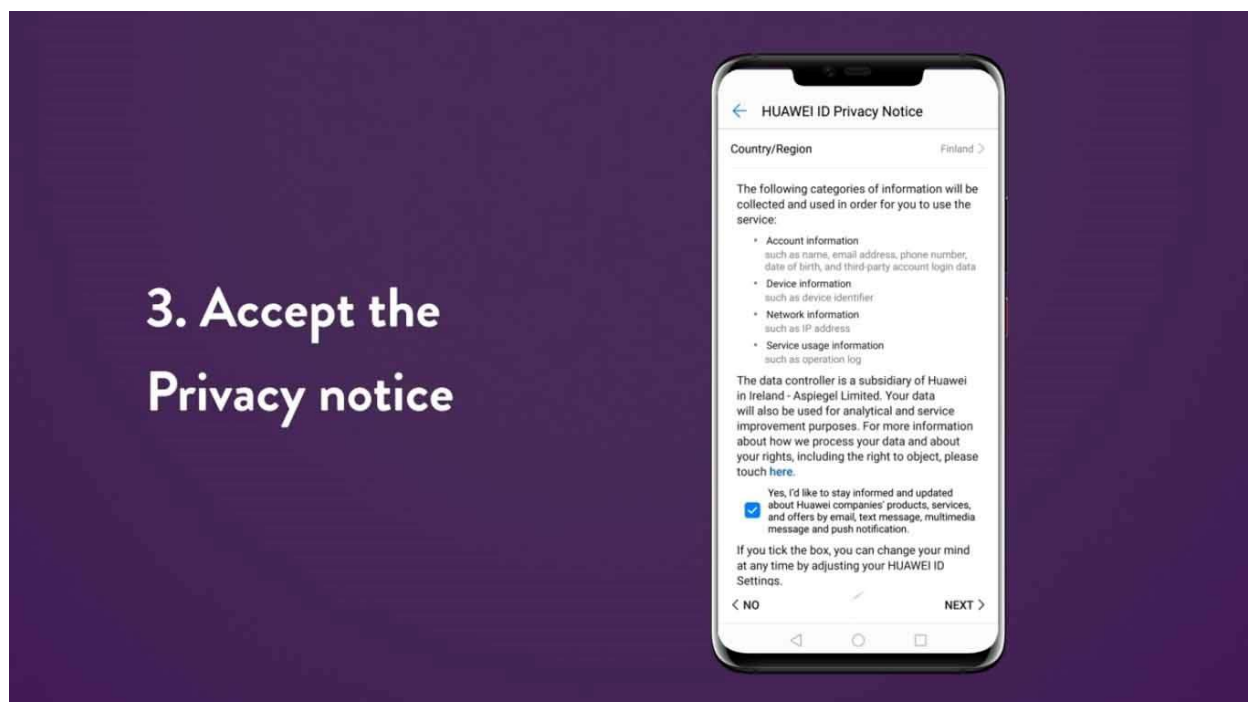 3. Accept the
Privacy notice
HUAWEI ID Privacy Notice
Country/Region Finland >
The following categories of information will be
collected and used in order for you to use the
service:
• Account information
such as name, email address, phone number,
date of birth, and third-party account login data
• Device information
such as device identifier
• Network information
such as IP address
• Service usage information
such as operation log
The data controller is a subsidiary of Huawei
in Ireland - Aspiegel Limited. Your data
will also be used for analytical and service
improvement purposes. For more information
about how we process your data and about
your rights, including the right to object, please
touch here.
Yes, I'd like to stay informed and updated
about Huawei companies' products, services,
and offers by email, text message, multimedia
message and push notification.
If you tick the box, you can change your mind
at any time by adjusting your HUAWEI ID
Settings.
< NO NEXT >